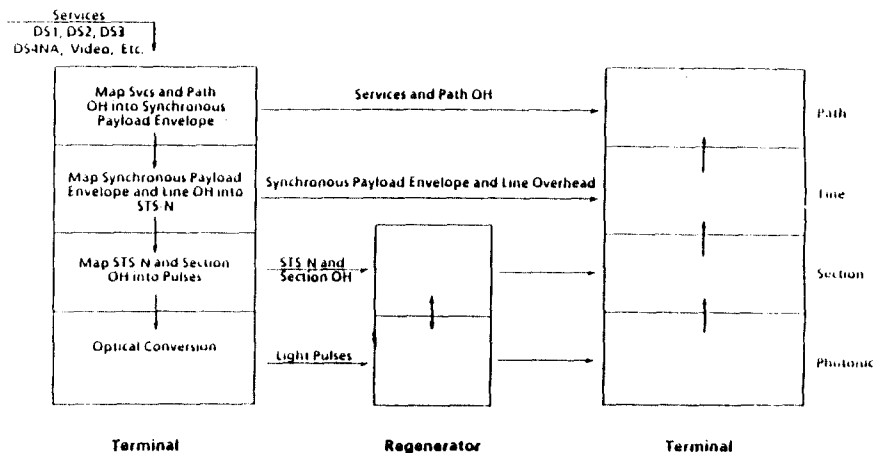 Services
DS1, DS2, DS3
DS4NA, Video, Etc.
Map Svcs and Path
OH into Synchronous
Payload Envelope
Services and Path OH
Path
Map Synchronous Payload
Envelope and Line OH into
STS-N
Synchronous Payload Envelope and Line Overhead
Line
Map STS-N and Section
OH into Pulses
STS-N and
Section OH
Section
Optical Conversion
Light Pulses
Photonic
Terminal
Regenerator
Terminal